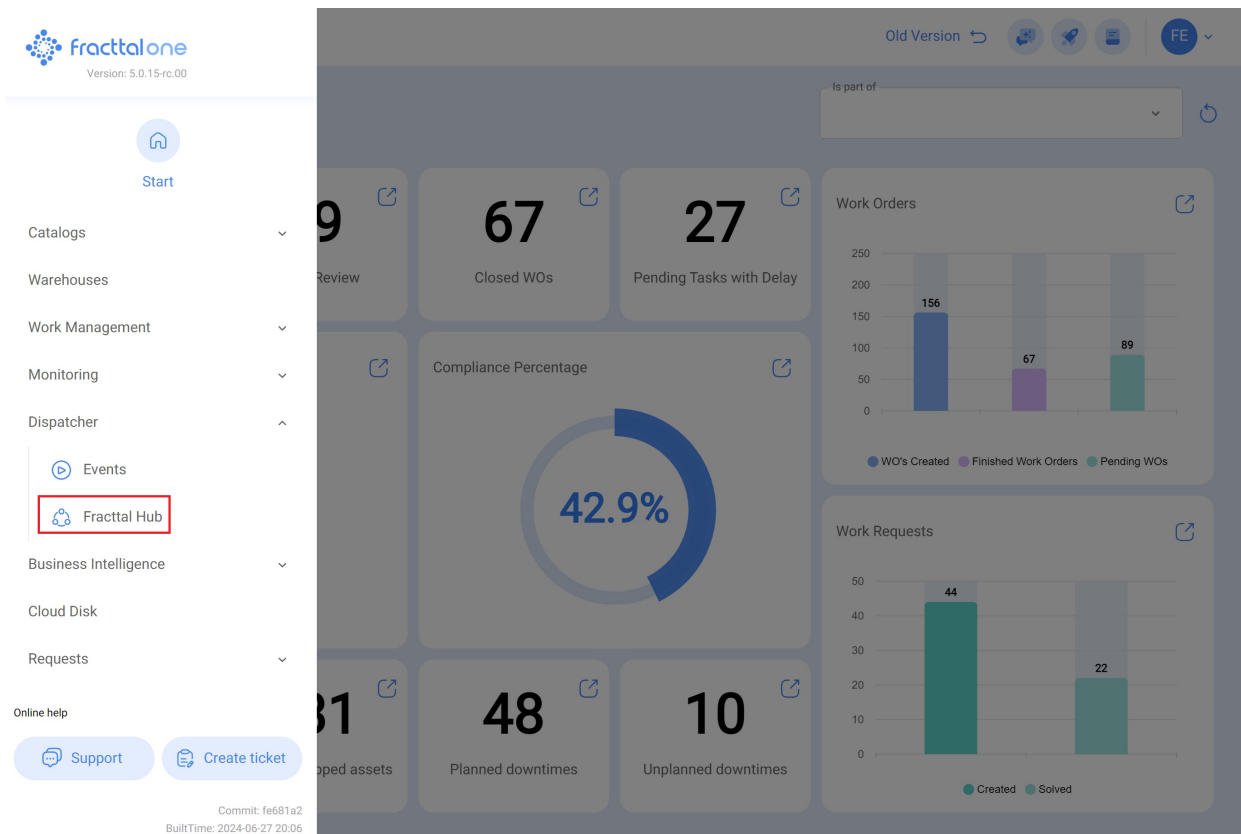 fracttal one
Version: 5.0.15-rc.00
Start
Catalogs
Warehouses
Work Management
Monitoring
Dispatcher
Events
Fracttal Hub
Business Intelligence
Cloud Disk
Requests
Online help
Support
Create ticket
Commit: fe681a2
BuiltTime: 2024-06-27 20:06
Old Version
FE
Is part of
9
Review
67
Closed WOs
27
Pending Tasks with Delay
Work Orders
250
200
150
100
50
0
156
67
89
WO's Created Finished Work Orders Pending WOs
Compliance Percentage
42.9%
Work Requests
50
40
30
20
10
0
44
22
Created Solved
31
pped assets
48
Planned downtimes
10
Unplanned downtimes